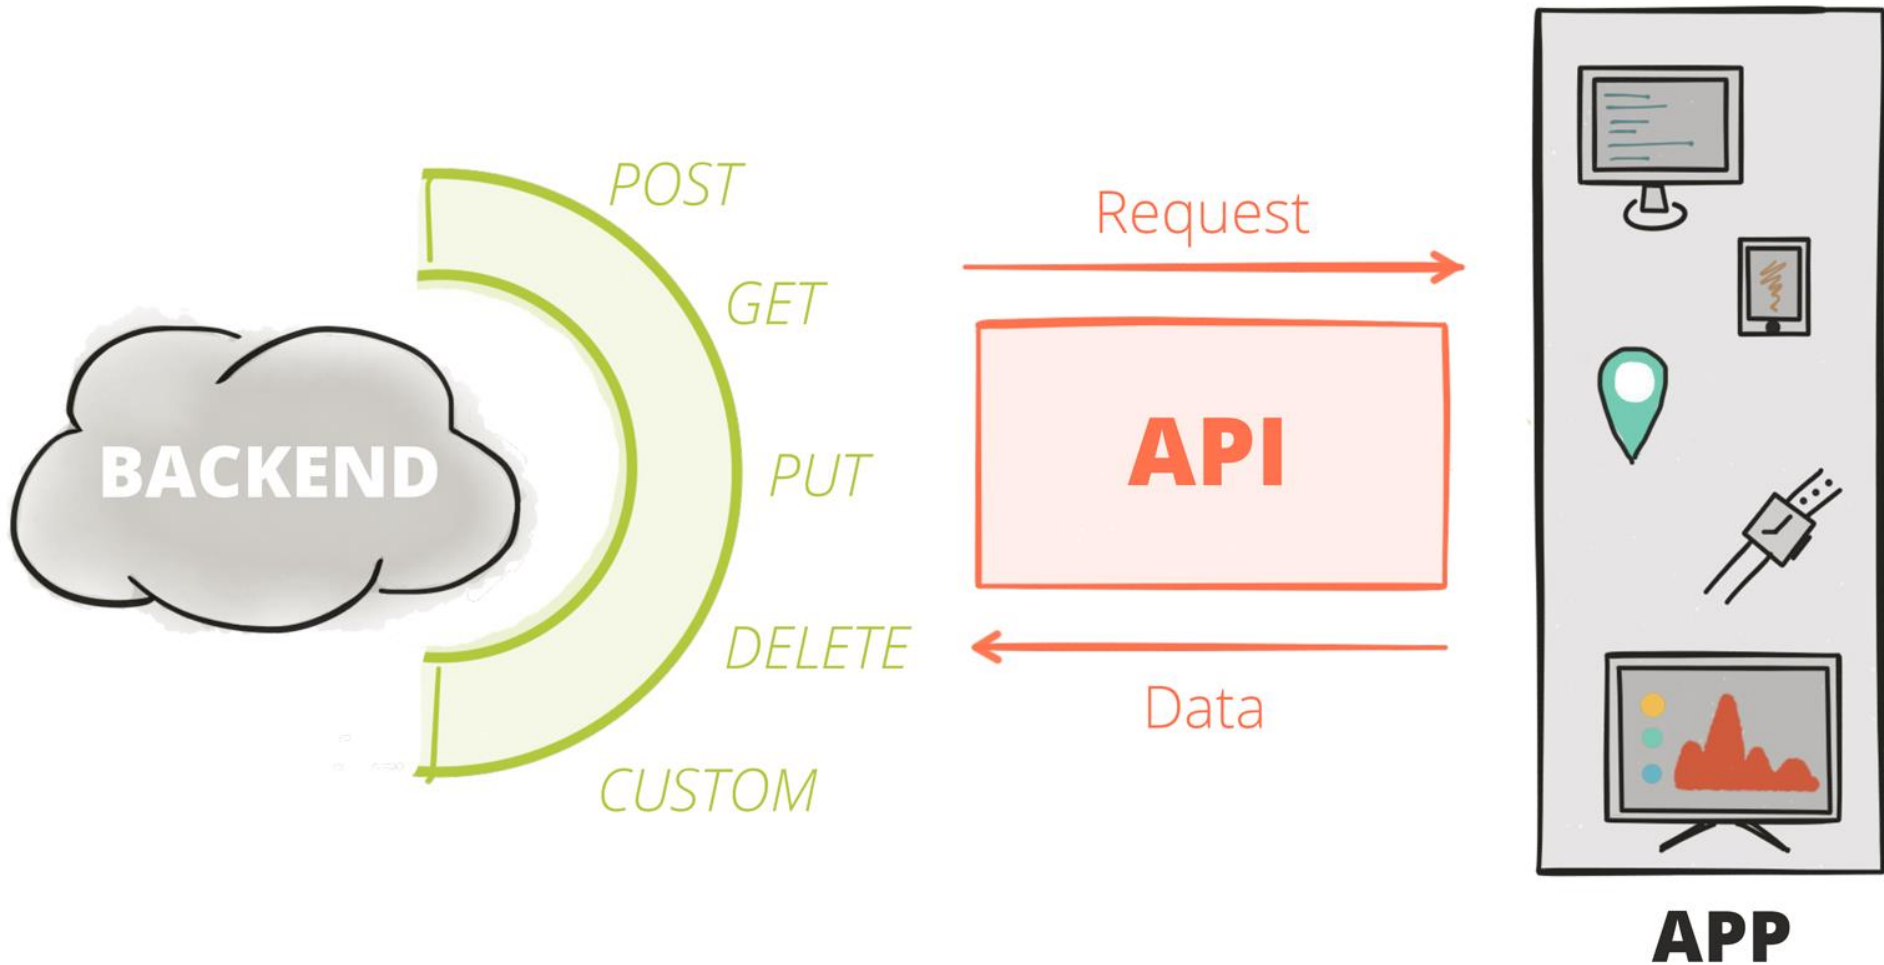 POST
GET
PUT
DELETE
CUSTOM
BACKEND
Request
API
Data
APP